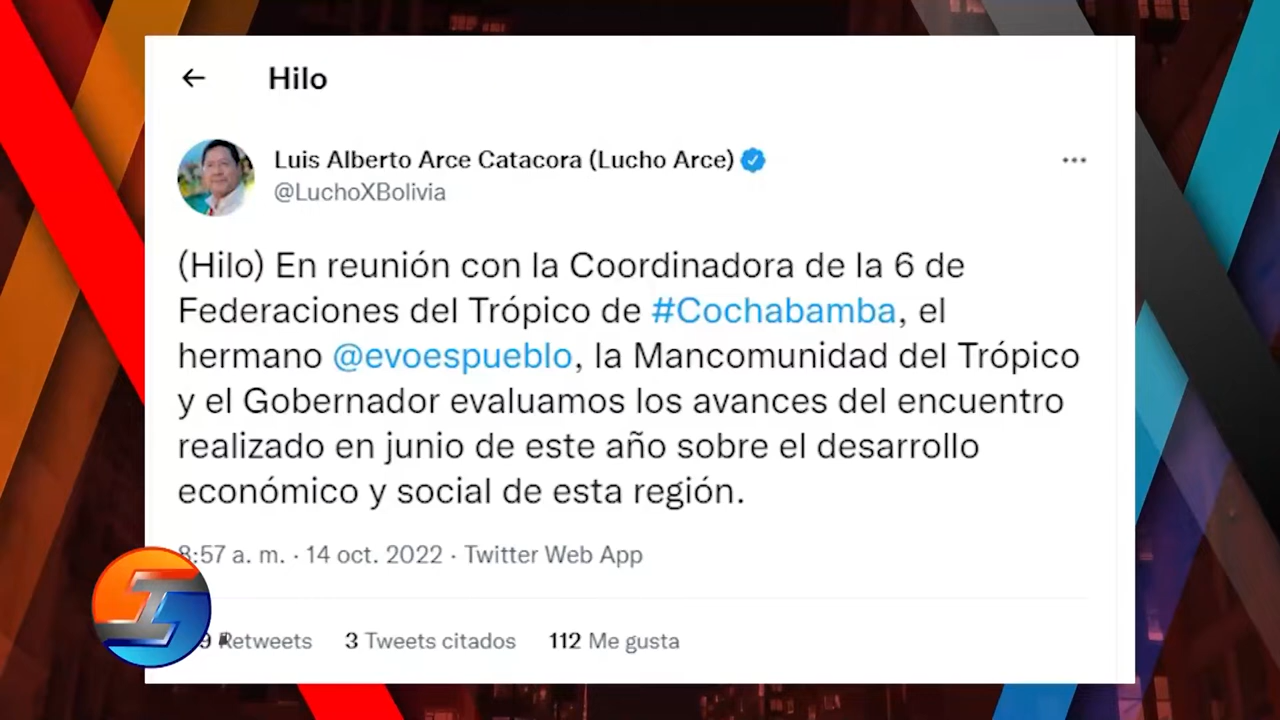 Hilo
Luis Alberto Arce Catacora (Lucho Arce)
@LuchoXBolivia
(Hilo) En reunión con la Coordinadora de la 6 de
Federaciones del Trópico de #Cochabamba, el
hermano @evoespueblo, la Mancomunidad del Trópico
y el Gobernador evaluamos los avances del encuentro
realizado en junio de este año sobre el desarrollo
económico y social de esta región.
8:57 a. m. · 14 oct. 2022 · Twitter Web App
Retweets 3 Tweets citados 112 Me gusta